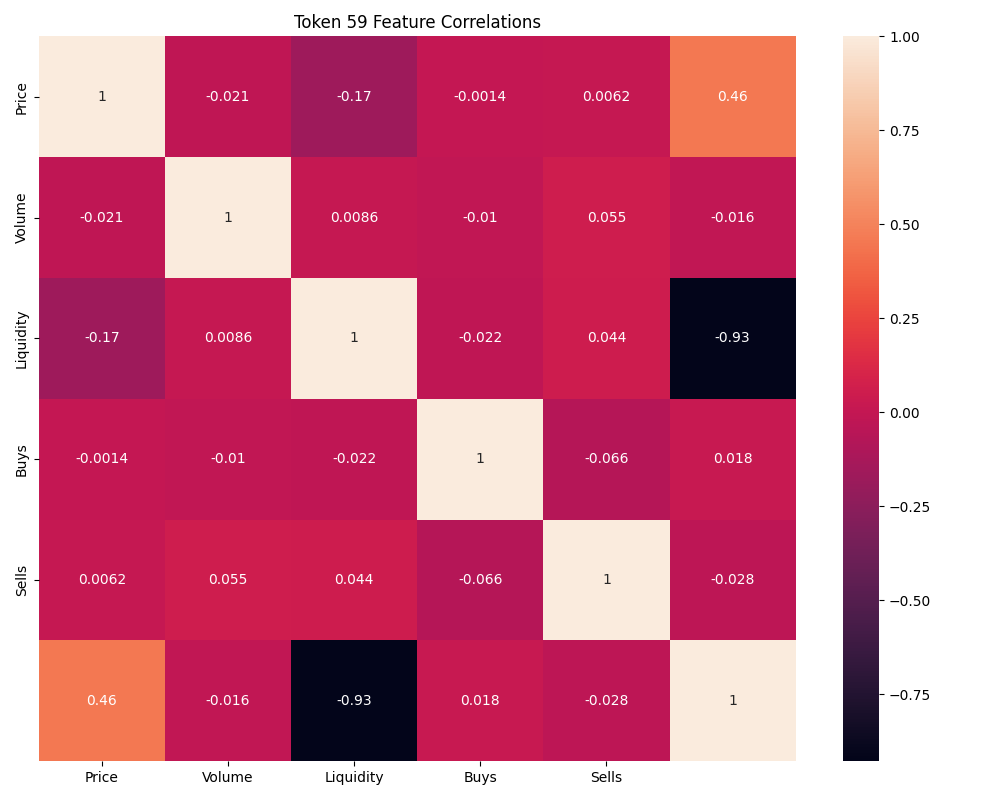 Token 59 Feature Correlations
Price 1 -0.021 -0.17 -0.0014 0.0062 0.46
Volume -0.021 1 0.0086 -0.01 0.055 -0.016
Liquidity -0.17 0.0086 1 -0.022 0.044 -0.93
Buys -0.0014 -0.01 -0.022 1 -0.066 0.018
Sells 0.0062 0.055 0.044 -0.066 1 -0.028
0.46 -0.016 -0.93 0.018 -0.028 1
Price Volume Liquidity Buys Sells
1.00
0.75
0.50
0.25
0.00
−0.25
−0.50
−0.75